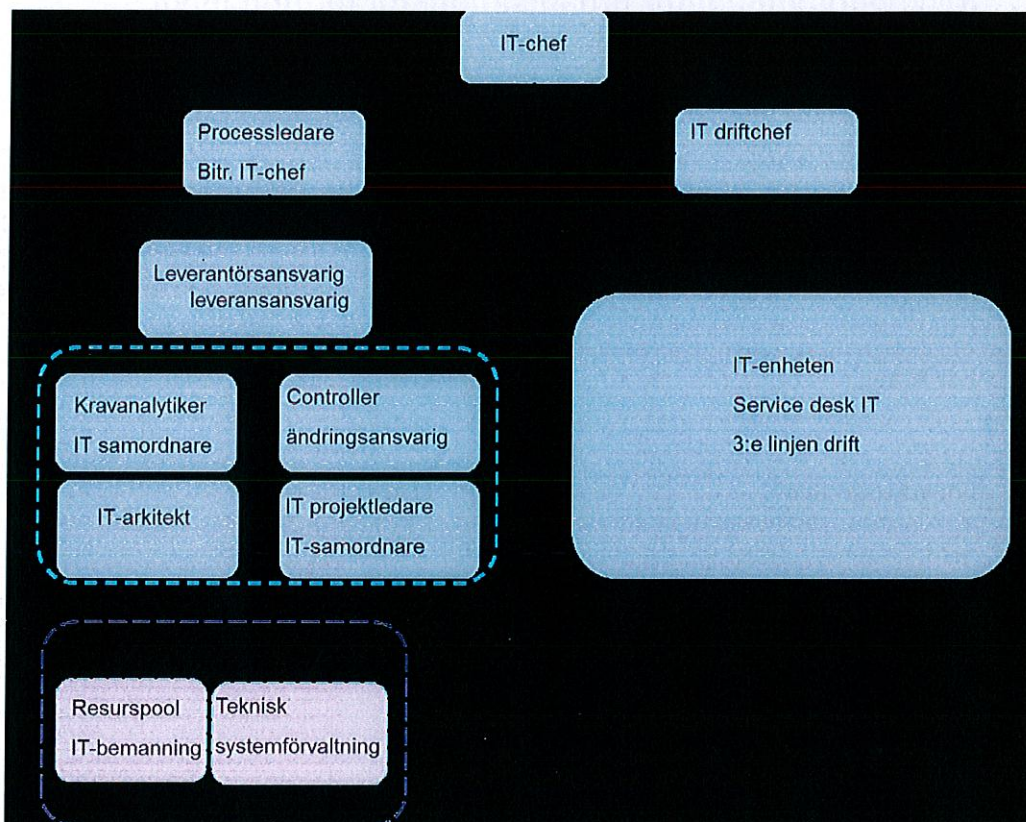 IT-chef
Processledare
Bitr. IT-chef
IT driftchef
Leverantörsansvarig
leveransansvarig
Kravanalytiker
IT samordnare
Controller
ändringsansvarig
IT-arkitekt
IT projektledare
IT-samordnare
IT-enheten
Service desk IT
3:e linjen drift
Resurspool
IT-bemanning
Teknisk
systemförvaltning